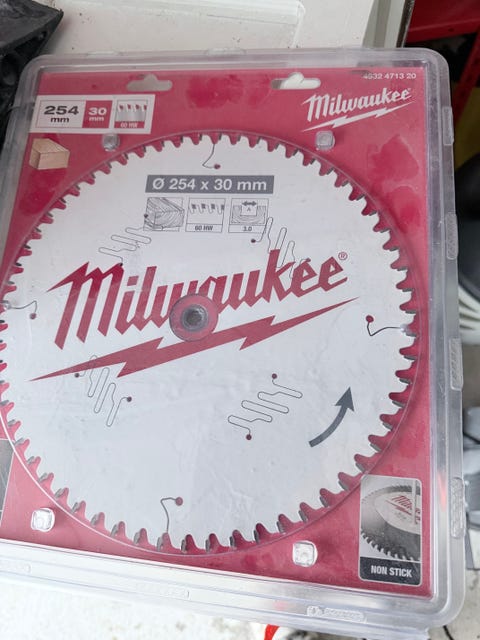 4932 4713 20
Milwaukee
254 mm
30 mm
60 HW
Ø 254 x 30 mm
60 HW
A
3.0
Milwaukee®
Milwaukee
NON STICK